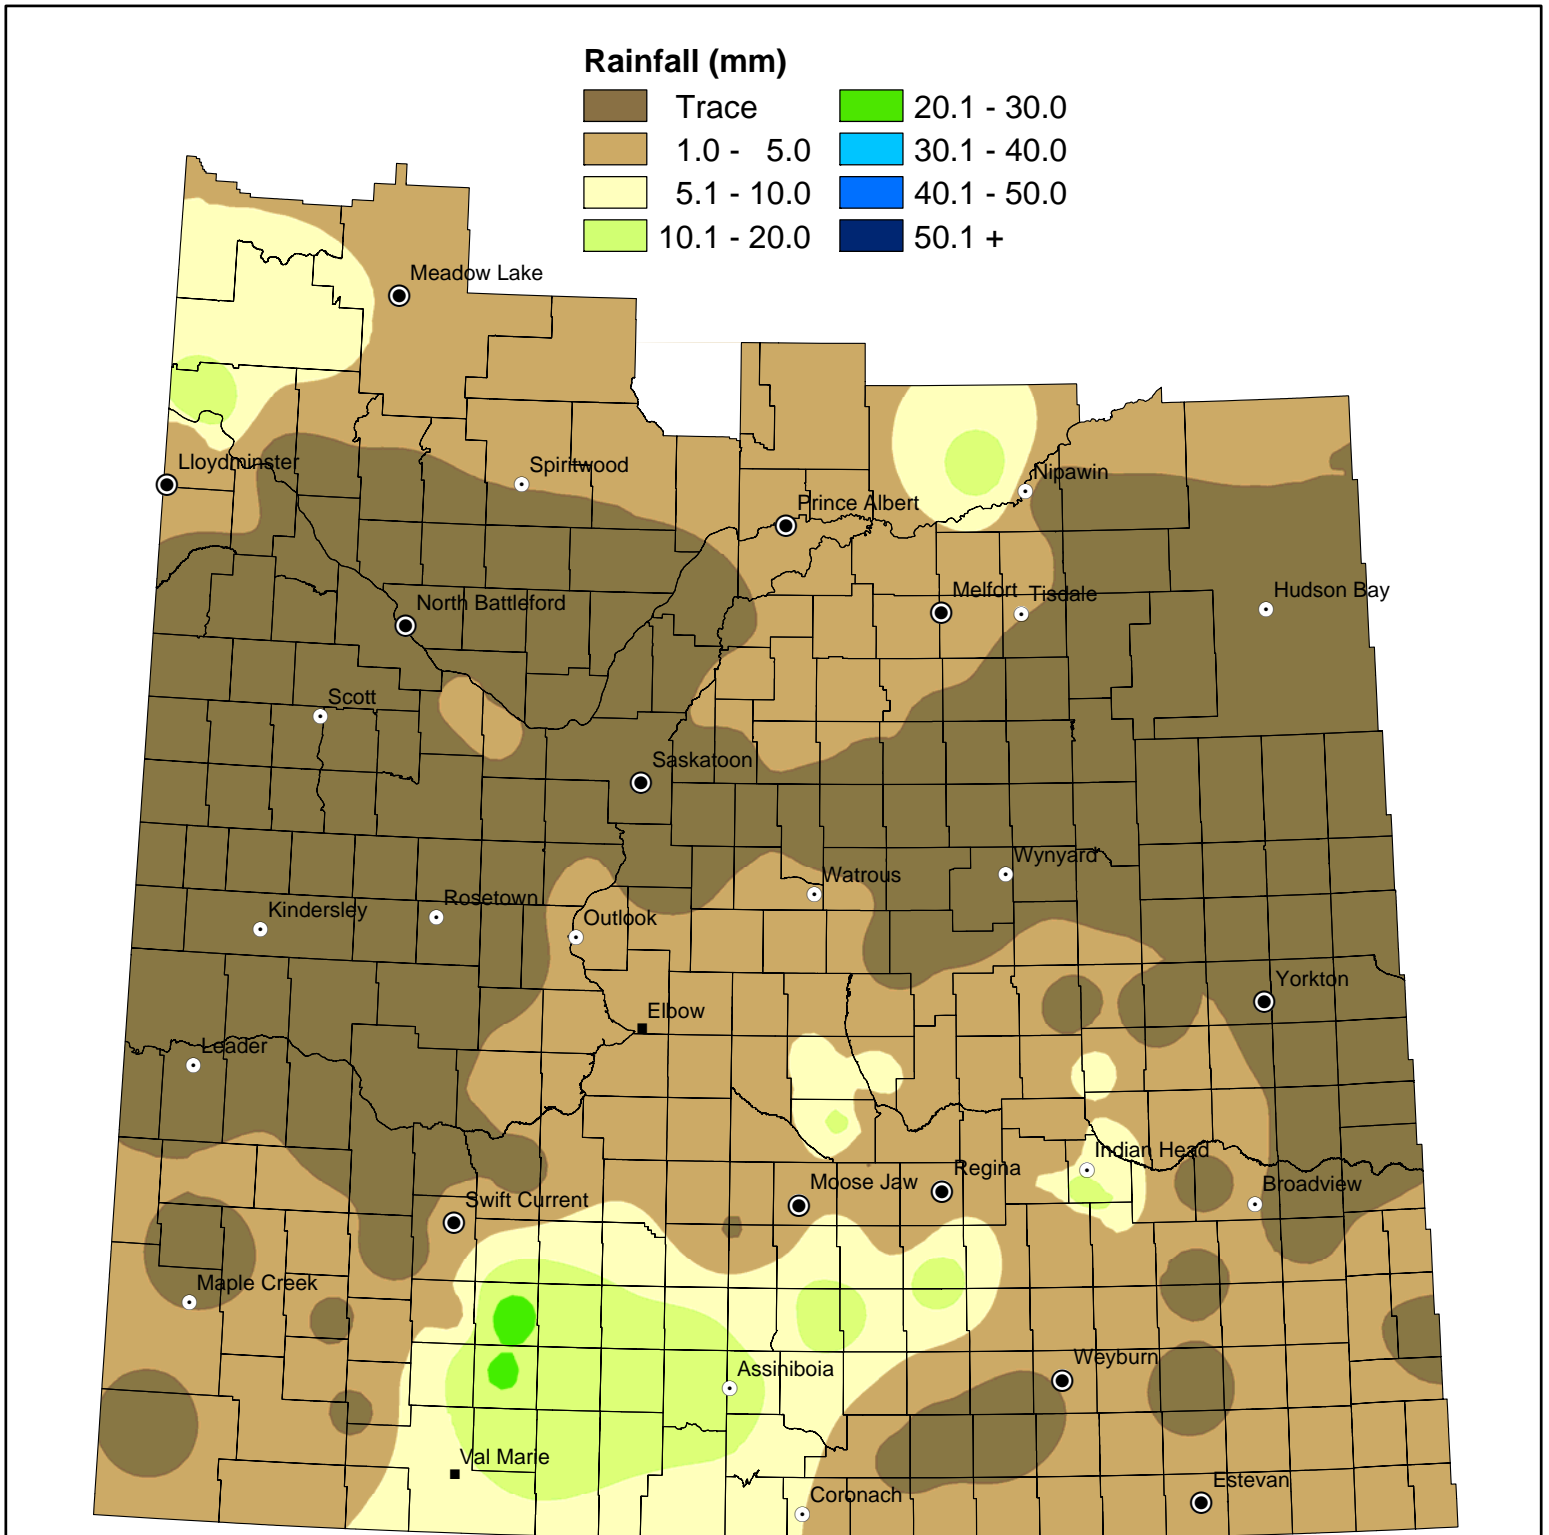 Rainfall (mm)
Trace
20.1 - 30.0
1.0 - 5.0
30.1 - 40.0
5.1 - 10.0
40.1 - 50.0
10.1 - 20.0
50.1 +
Meadow Lake
Lloydminster
Spiritwood
Nipawin
Prince Albert
North Battleford
Melfort
Tisdale
Hudson Bay
Scott
Saskatoon
Watrous
Wynyard
Kindersley
Rosetown
Outlook
Yorkton
Elbow
Leader
Indian Head
Regina
Moose Jaw
Broadview
Swift Current
Maple Creek
Assiniboia
Weyburn
Val Marie
Coronach
Estevan